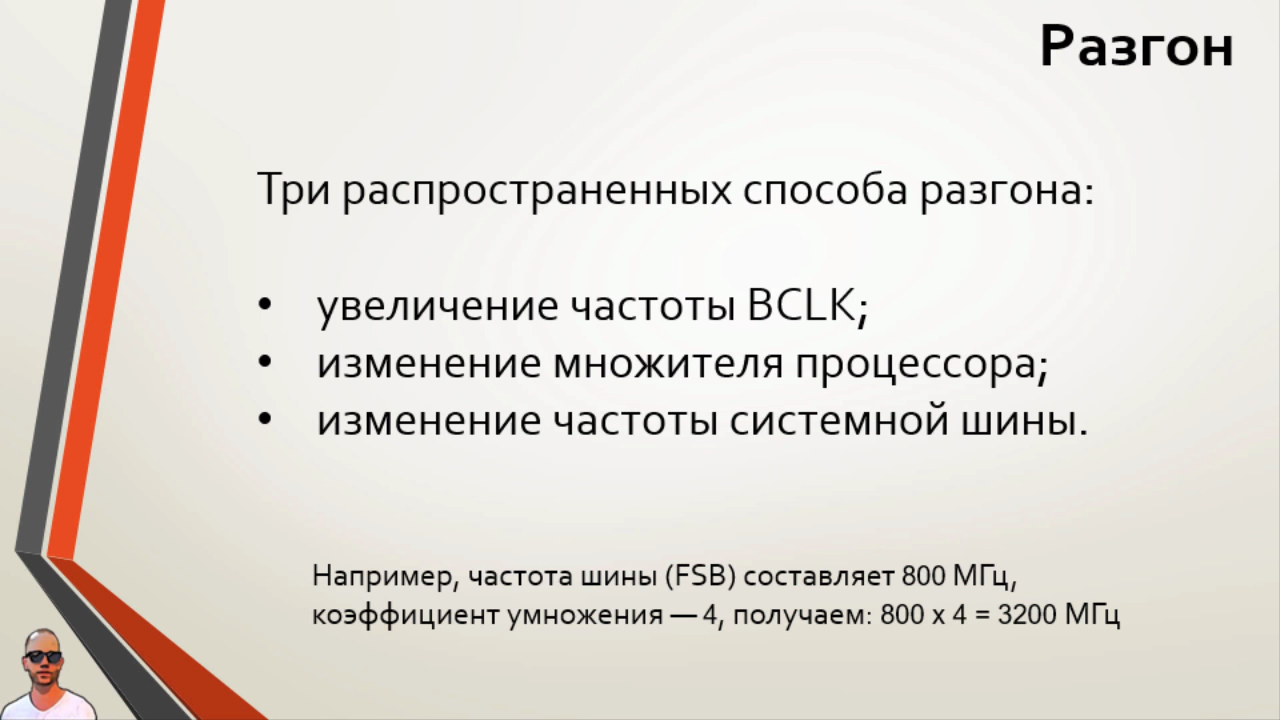 Разгон
Три распространенных способа разгона:
• увеличение частоты BCLK;
• изменение множителя процессора;
• изменение частоты системной шины.
Например, частота шины (FSB) составляет 800 МГц,
коэффициент умножения — 4, получаем: 800 x 4 = 3200 МГц